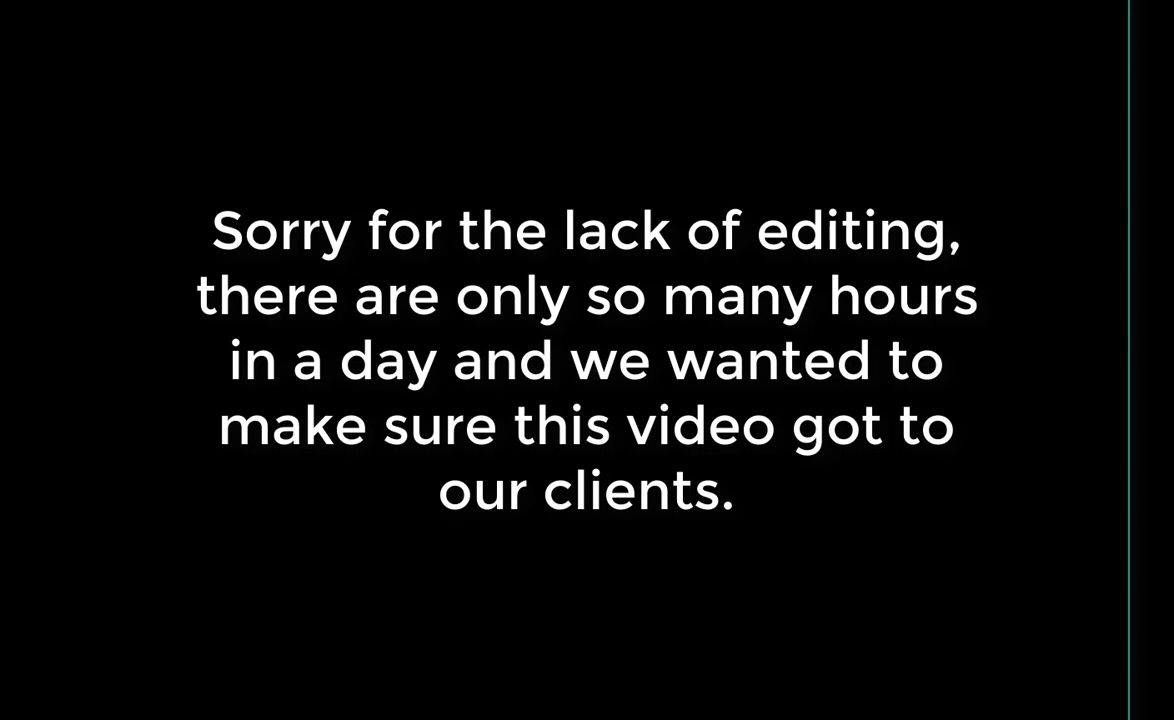 Sorry for the lack of editing,
there are only so many hours
in a day and we wanted to
make sure this video got to
our clients.